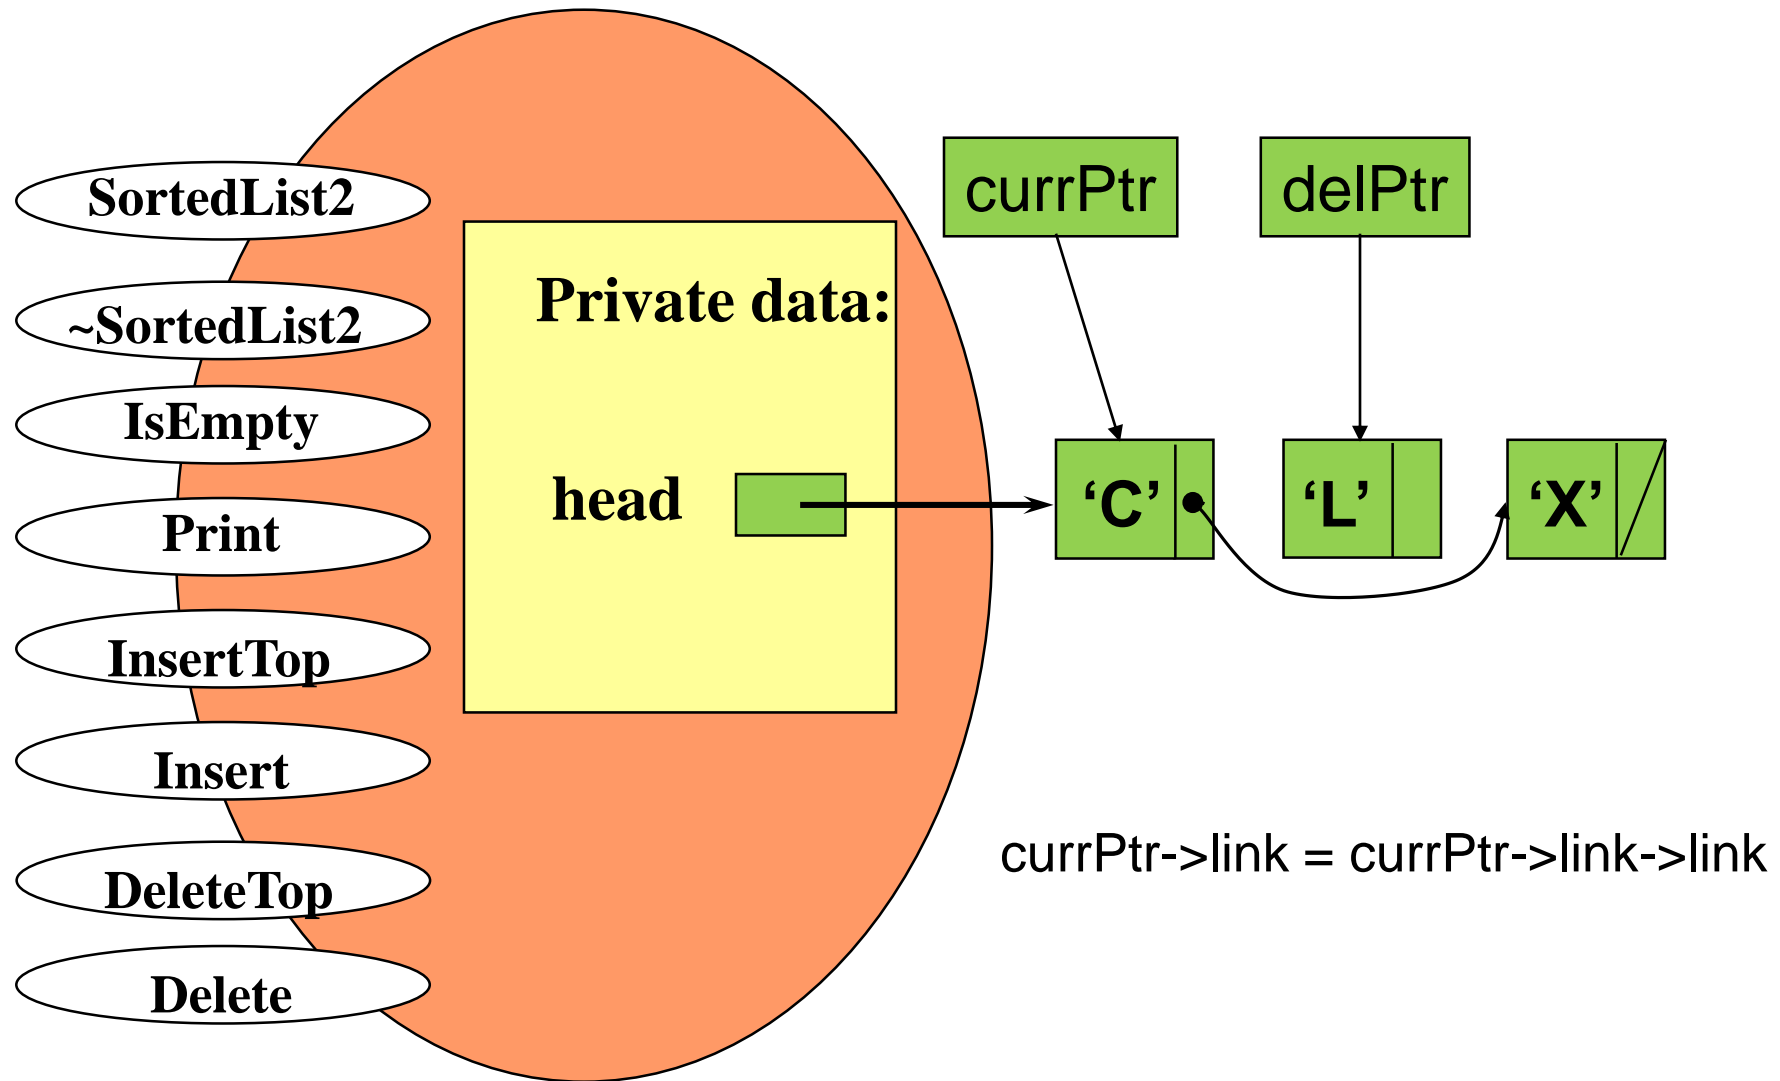 SortedList2
~SortedList2
IsEmpty
Print
InsertTop
Insert
DeleteTop
Delete
Private data:
head
currPtr
delPtr
‘C’
‘L’
‘X’
currPtr->link = currPtr->link->link